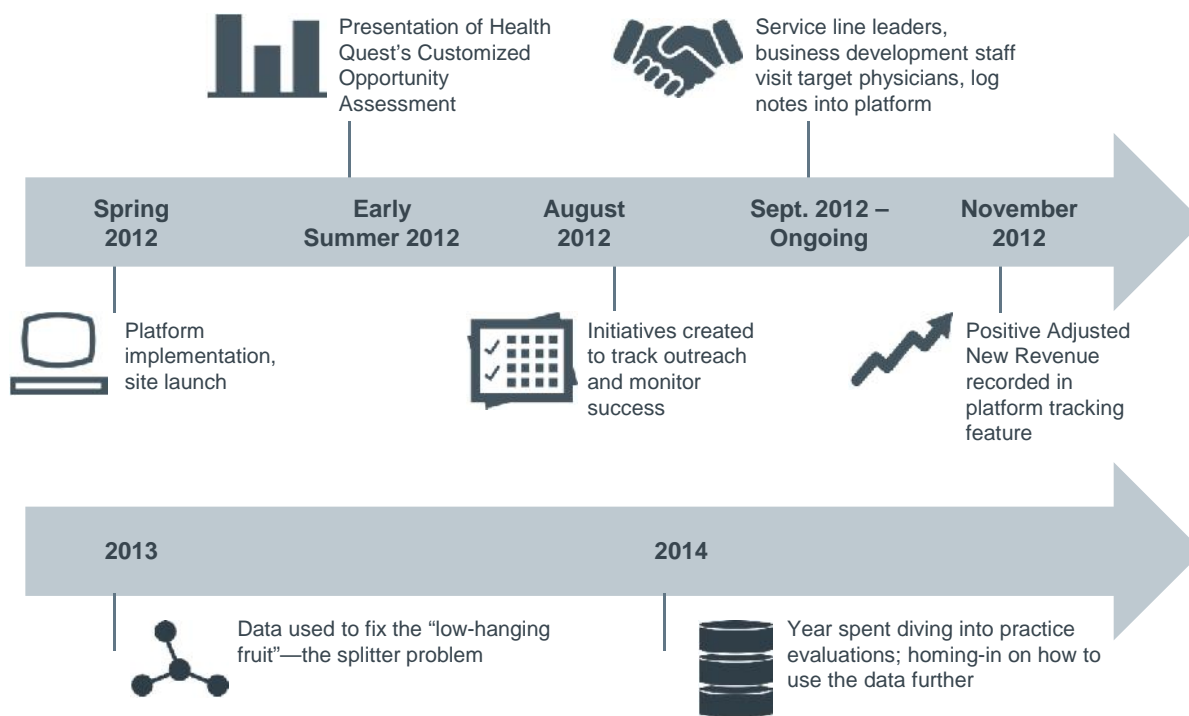 Presentation of Health
Quest's Customized
Opportunity
Assessment
Service line leaders,
business development staff
visit target physicians, log
notes into platform
Spring
2012
Early
Summer 2012
August
2012
Sept. 2012 –
Ongoing
November
2012
Platform
implementation,
site launch
Initiatives created
to track outreach
and monitor
success
Positive Adjusted
New Revenue
recorded in
platform tracking
feature
2013
2014
Data used to fix the “low-hanging
fruit”—the splitter problem
Year spent diving into practice
evaluations; homing-in on how to
use the data further